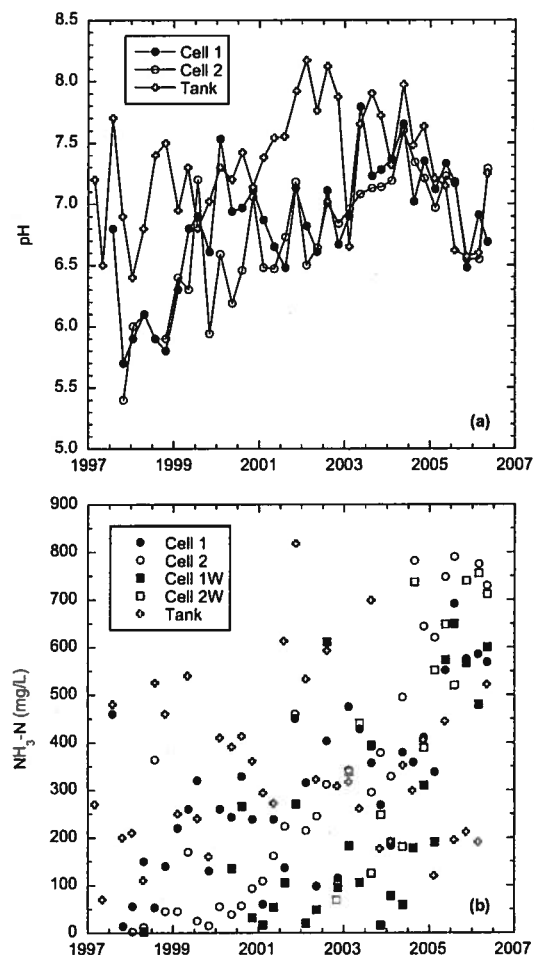 8.5
8.0
7.5
7.0
6.5
6.0
5.5
5.0
pH
Cell 1
Cell 2
Tank
(a)
1997 1999 2001 2003 2005 2007
900
800
700
600
500
400
300
200
100
0
NH3-N (mg/L)
Cell 1
Cell 2
Cell 1W
Cell 2W
Tank
(b)
1997 1999 2001 2003 2005 2007